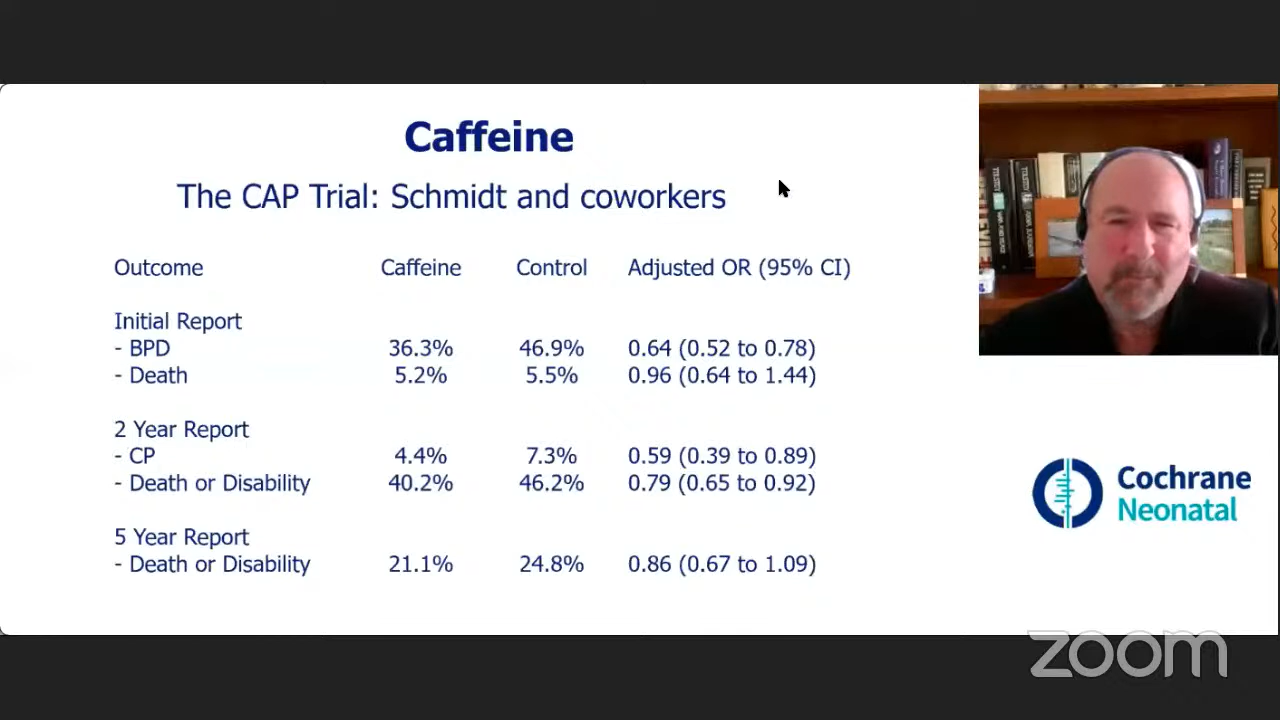 Caffeine
The CAP Trial: Schmidt and coworkers
Outcome Caffeine Control Adjusted OR (95% CI)
Initial Report
- BPD 36.3% 46.9% 0.64 (0.52 to 0.78)
- Death 5.2% 5.5% 0.96 (0.64 to 1.44)
2 Year Report
- CP 4.4% 7.3% 0.59 (0.39 to 0.89)
- Death or Disability 40.2% 46.2% 0.79 (0.65 to 0.92)
5 Year Report
- Death or Disability 21.1% 24.8% 0.86 (0.67 to 1.09)
Cochrane
Neonatal
zoom